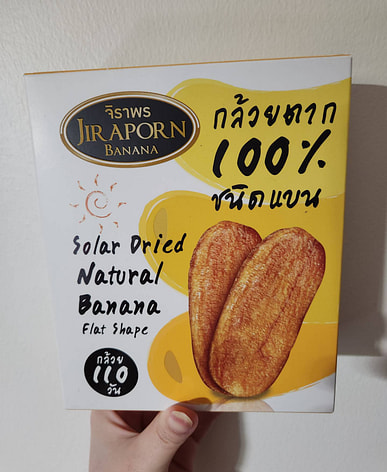 จิราพร
JIRAPORN
BANANA
กล้วยตาก
100%
ชนิดแบน
Solar Dried
Natural
Banana
Flat Shape
กล้วย
110
วัน